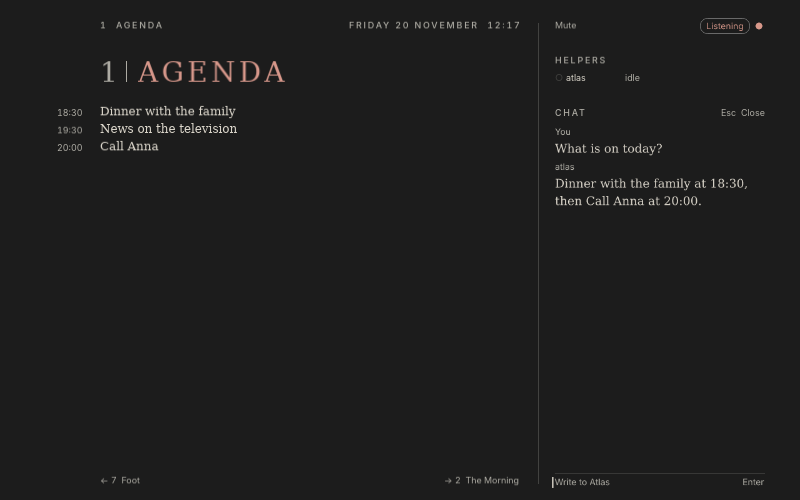 1 AGENDA
FRIDAY 20 NOVEMBER 12:17
1 AGENDA
18:30 Dinner with the family
19:30 News on the television
20:00 Call Anna
← 7 Foot
→ 2 The Morning
Mute
Listening
HELPERS
atlas idle
CHAT
Esc Close
You
What is on today?
atlas
Dinner with the family at 18:30,
then Call Anna at 20:00.
Write to Atlas
Enter